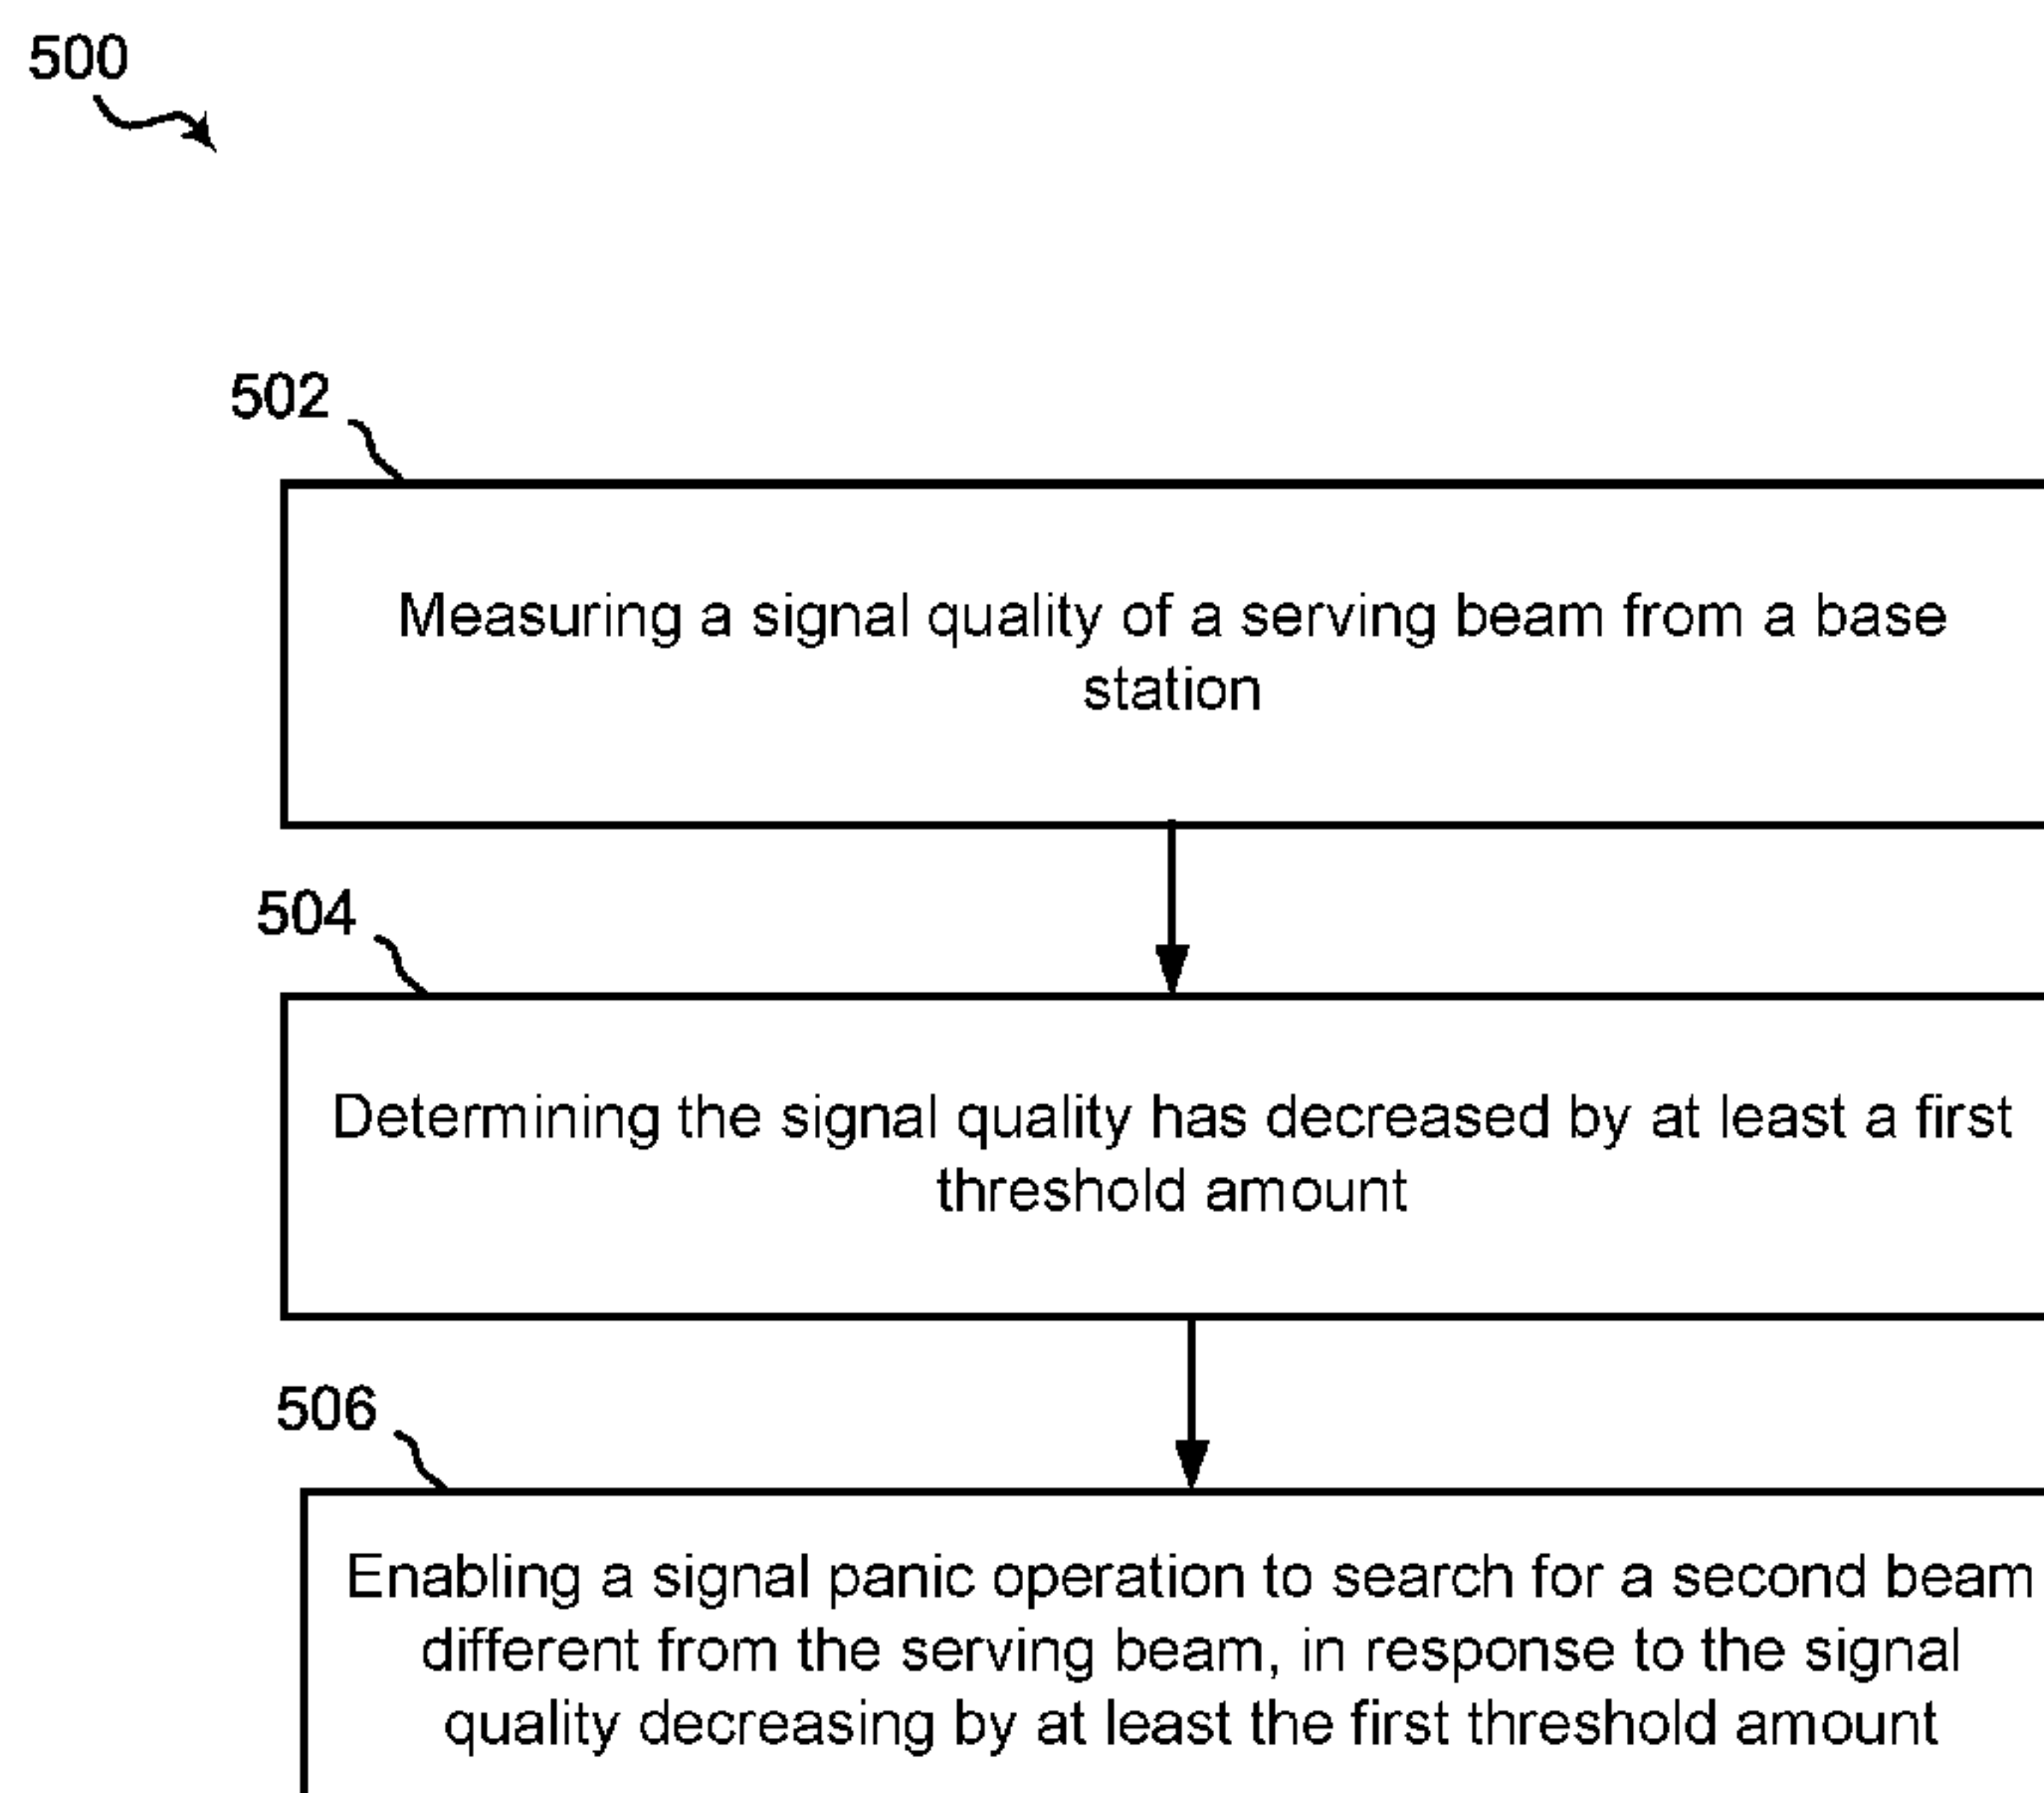 500
502
Measuring a signal quality of a serving beam from a base
station
504
Determining the signal quality has decreased by at least a first
threshold amount
506
Enabling a signal panic operation to search for a second beam
different from the serving beam, in response to the signal
quality decreasing by at least the first threshold amount